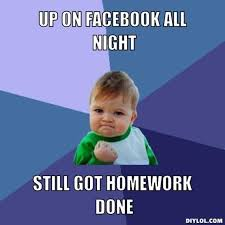 UP ON FACEBOOK ALL
NIGHT
STILL GOT HOMEWORK
DONE
DIYLOL.COM